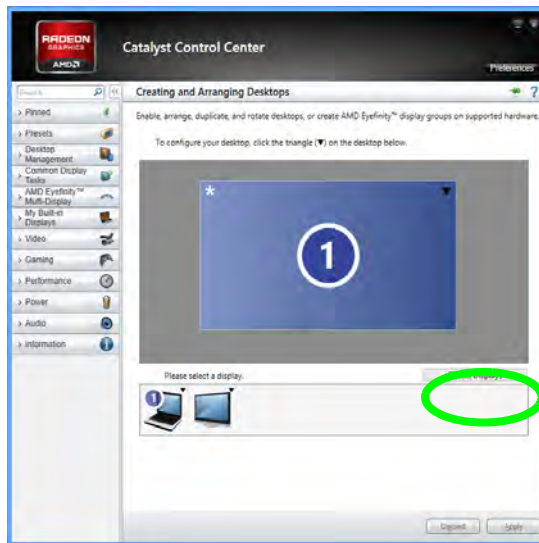 RADEON
GRAPHICS
AMD
Catalyst Control Center
Preferences
Search
Creating and Arranging Desktops
?
Pinned
Presets
Desktop
Management
Common Display
Tasks
AMD Eyefinity™
Multi-Display
My Built-in
Displays
Video
Gaming
Performance
Power
Audio
Information
Enable, arrange, duplicate, and rotate desktops, or create AMD Eyefinity™ display groups on supported hardware.
To configure your desktop, click the triangle (▼) on the desktop below.
*
1
Please select a display.
1
Discard
Apply